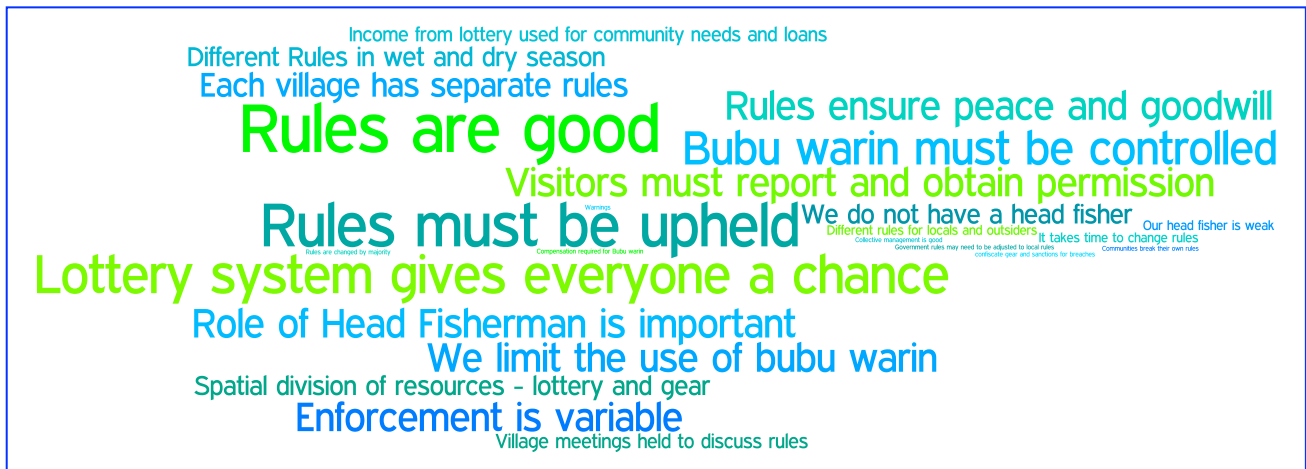 Income from lottery used for community needs and loans
Different Rules in wet and dry season
Each village has separate rules
Rules are good
Rules ensure peace and goodwill
Bubu warin must be controlled
Visitors must report and obtain permission
Warnings
Rules must be upheld
We do not have a head fisher
Our head fisher is weak
Different rules for locals and outsiders
It takes time to change rules
Collective management is good
Government rules may need to be adjusted to local rules
Communities break their own rules
Rules are changed by majority
Compensation required for Bubu warin
confiscate gear and sanctions for breaches
Lottery system gives everyone a chance
Role of Head Fisherman is important
We limit the use of bubu warin
Spatial division of resources - lottery and gear
Enforcement is variable
Village meetings held to discuss rules